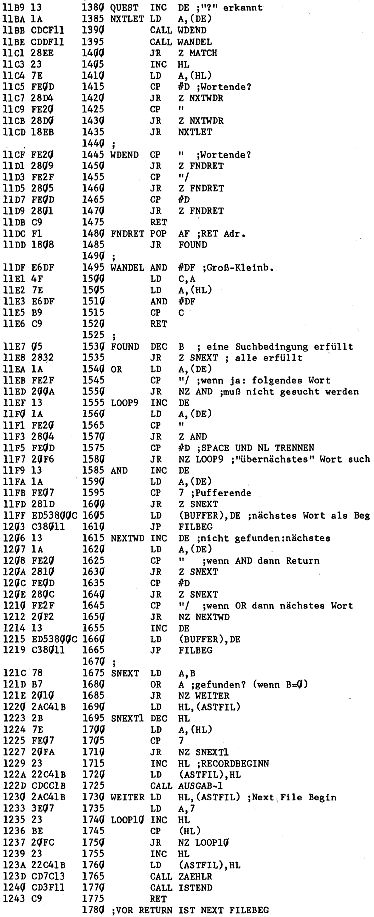 11B9 13 1380 QUEST INC DE ;"?" erkannt
11BA 1A 1385 NXTLET LD A,(DE)
11BB CDCF11 1390 CALL WDEND
11BE CDDF11 1395 CALL WANDEL
11C1 28EE 1400 JR Z MATCH
11C3 23 1405 INC HL
11C4 7E 1410 LD A,(HL)
11C5 FE0D 1415 CP #D ;Wortende?
11C7 28D4 1420 JR Z NXTWDR
11C9 FE20 1425 CP "
11CB 28D0 1430 JR Z NXTWDR
11CD 18EB 1435 JR NXTLET
1440 ;
11CF FE20 1445 WDEND CP " ;Wortende?
11D1 2809 1450 JR Z FNDRET
11D3 FE2F 1455 CP "/
11D5 2805 1460 JR Z FNDRET
11D7 FE0D 1465 CP #D
11D9 2801 1470 JR Z FNDRET
11DB C9 1475 RET
11DC F1 1480 FNDRET POP AF ;RET Adr.
11DD 1808 1485 JR FOUND
1490 ;
11DF E6DF 1495 WANDEL AND #DF ;Groß-Kleinb.
11E1 4F 1500 LD C,A
11E2 7E 1505 LD A,(HL)
11E3 E6DF 1510 AND #DF
11E5 B9 1515 CP C
11E6 C9 1520 RET
1525 ;
11E7 05 1530 FOUND DEC B ; eine Suchbedingung erfüllt
11E8 2832 1535 JR Z SNEXT ; alle erfüllt
11EA 1A 1540 OR LD A,(DE)
11EB FE2F 1545 CP "/ ;wenn ja: folgendes Wort
11ED 200A 1550 JR NZ AND ;muß nicht gesucht werden
11EF 13 1555 LOOP9 INC DE
11F0 1A 1560 LD A,(DE)
11F1 FE20 1565 CP "
11F3 2804 1570 JR Z AND
11F5 FE0D 1575 CP #D ;SPACE UND NL TRENNEN
11F7 20F6 1580 JR NZ LOOP9 ;"übernächstes" Wort such
11F9 13 1585 AND INC DE
11FA 1A 1590 LD A,(DE)
11FB FE07 1595 CP 7 ;Pufferende
11FD 281D 1600 JR Z SNEXT
11FF ED53800C 1605 LD (BUFFER),DE ;nächstes Wort als Beg
1203 C38011 1610 JP FILBEG
1206 13 1615 NEXTWD INC DE ;nicht gefunden:nächstes
1207 1A 1620 LD A,(DE)
1208 FE20 1625 CP " ;wenn AND dann Return
120A 2810 1630 JR Z SNEXT
120C FE0D 1635 CP #D
120E 280C 1640 JR Z SNEXT
1210 FE2F 1645 CP "/ ;wenn OR dann nächstes Wort
1212 20F2 1650 JR NZ NEXTWD
1214 13 1655 INC DE
1215 ED53800C 1660 LD (BUFFER),DE
1219 C38011 1665 JP FILBEG
1670 ;
121C 78 1675 SNEXT LD A,B
121D B7 1680 OR A ;gefunden? (wenn B=0)
121E 2010 1685 JR NZ WEITER
1220 2AC41B 1690 LD HL,(ASTFIL)
1223 2B 1695 SNEXT1 DEC HL
1224 7E 1700 LD A,(HL)
1225 FE07 1705 CP 7
1227 20FA 1710 JR NZ SNEXT1
1229 23 1715 INC HL ;RECORDBEGINN
122A 22C41B 1720 LD (ASTFIL),HL
122D CDCC1B 1725 CALL AUSGAB-1
1230 2AC41B 1730 WEITER LD HL,(ASTFIL) ;Next File Begin
1233 3E07 1735 LD A,7
1235 23 1740 LOOP10 INC HL
1236 BE 1745 CP (HL)
1237 20FC 1750 JR NZ LOOP10
1239 23 1755 INC HL
123A 22C41B 1760 LD (ASTFIL),HL
123D CD7C13 1765 CALL ZAEHLR
1240 CD3F11 1770 CALL ISTEND
1243 C9 1775 RET
1780 ;VOR RETURN IST NEXT FILEBEG